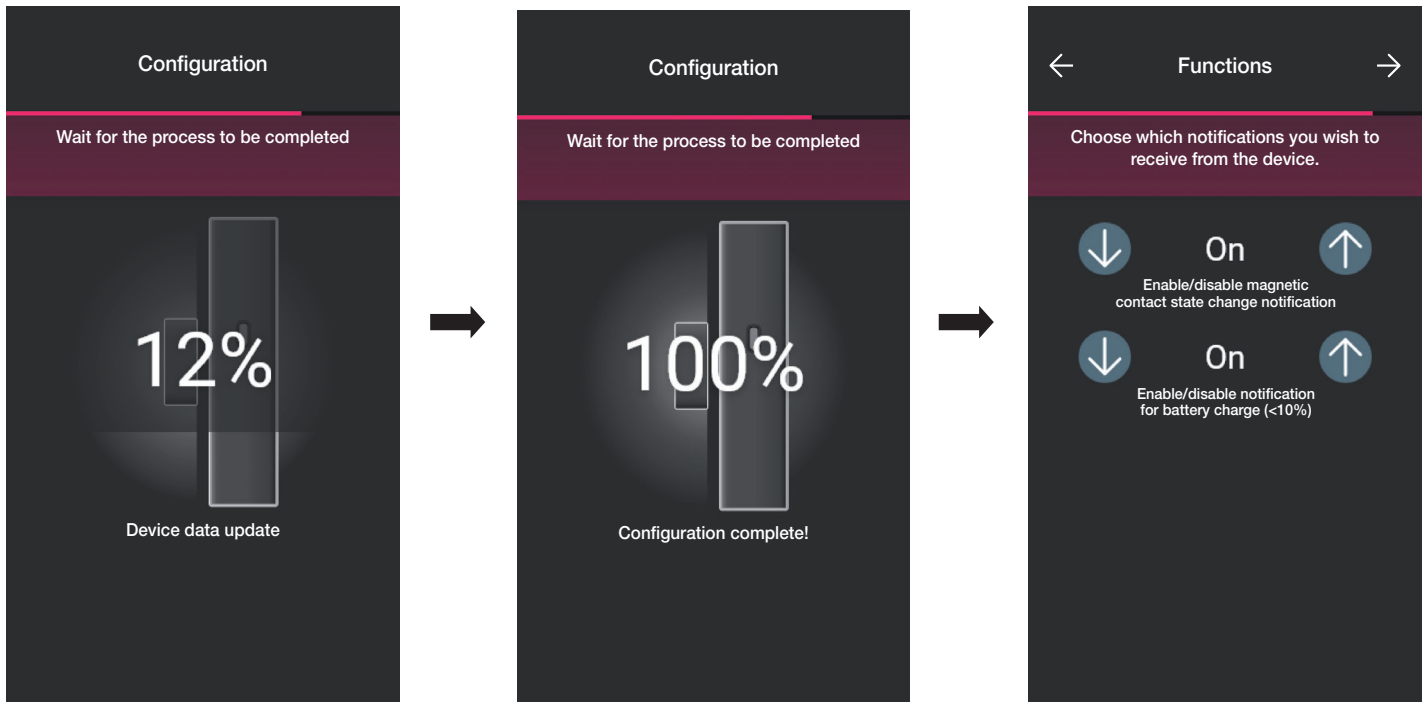 Configuration
Wait for the process to be completed
12%
Device data update
Configuration
Wait for the process to be completed
100%
Configuration complete!
Functions
Choose which notifications you wish to
receive from the device.
On
Enable/disable magnetic
contact state change notification
On
Enable/disable notification
for battery charge (<10%)